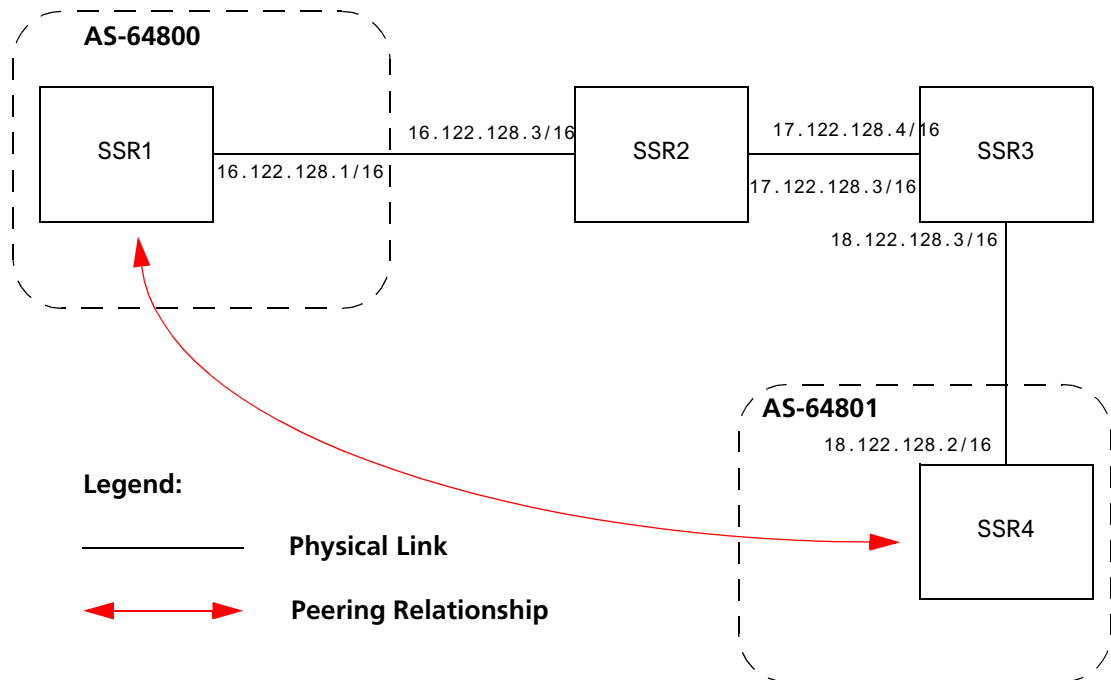 AS-64800
SSR1
16.122.128.1/16
16.122.128.3/16
SSR2
17.122.128.4/16
17.122.128.3/16
SSR3
18.122.128.3/16
AS-64801
18.122.128.2/16
SSR4
Legend:
Physical Link
Peering Relationship